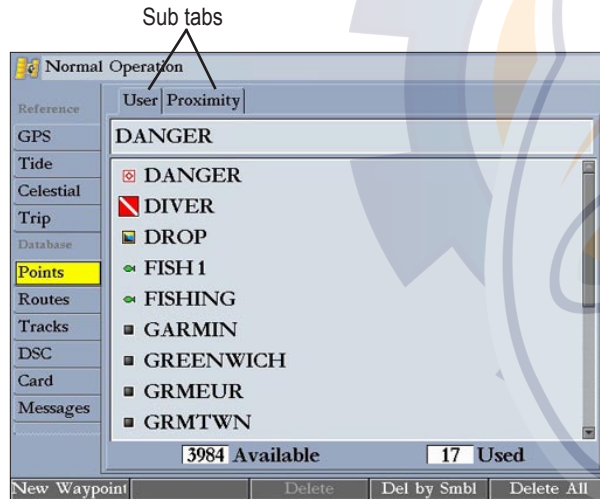 Sub tabs
Normal Operation
Reference
User Proximity
GPS
DANGER
Tide
Celestial
Trip
Database
Points
Routes
Tracks
DSC
Card
Messages
DANGER
DIVER
DROP
FISH 1
FISHING
GARMIN
GREENWICH
GRMEUR
GRMTWN
3984 Available 17 Used
New Waypoint Delete Del by Smbl Delete All